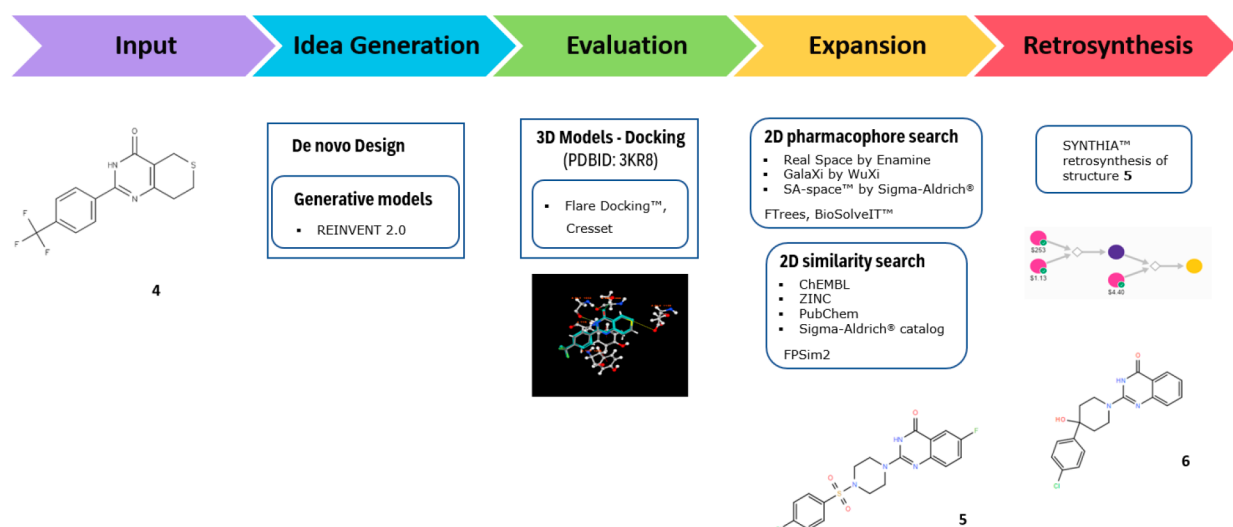 Input
Idea Generation
Evaluation
Expansion
Retrosynthesis
O
HN
S
N
F
F
F
4
De novo Design
Generative models
▪ REINVENT 2.0
3D Models - Docking
(PDBID: 3KR8)
▪ Flare Docking™,
Cresset
2D pharmacophore search
▪ Real Space by Enamine
▪ GalaXi by WuXi
▪ SA-space™ by Sigma-Aldrich®
FTrees, BioSolveIT™
2D similarity search
▪ ChEMBL
▪ ZINC
▪ PubChem
▪ Sigma-Aldrich® catalog
FPSim2
O
HN
F
N
N
O
N
S
O
5
SYNTHIA™
retrosynthesis of
structure 5
$253
$1.13
$4.40
O
HN
N
N
HO
Cl
6